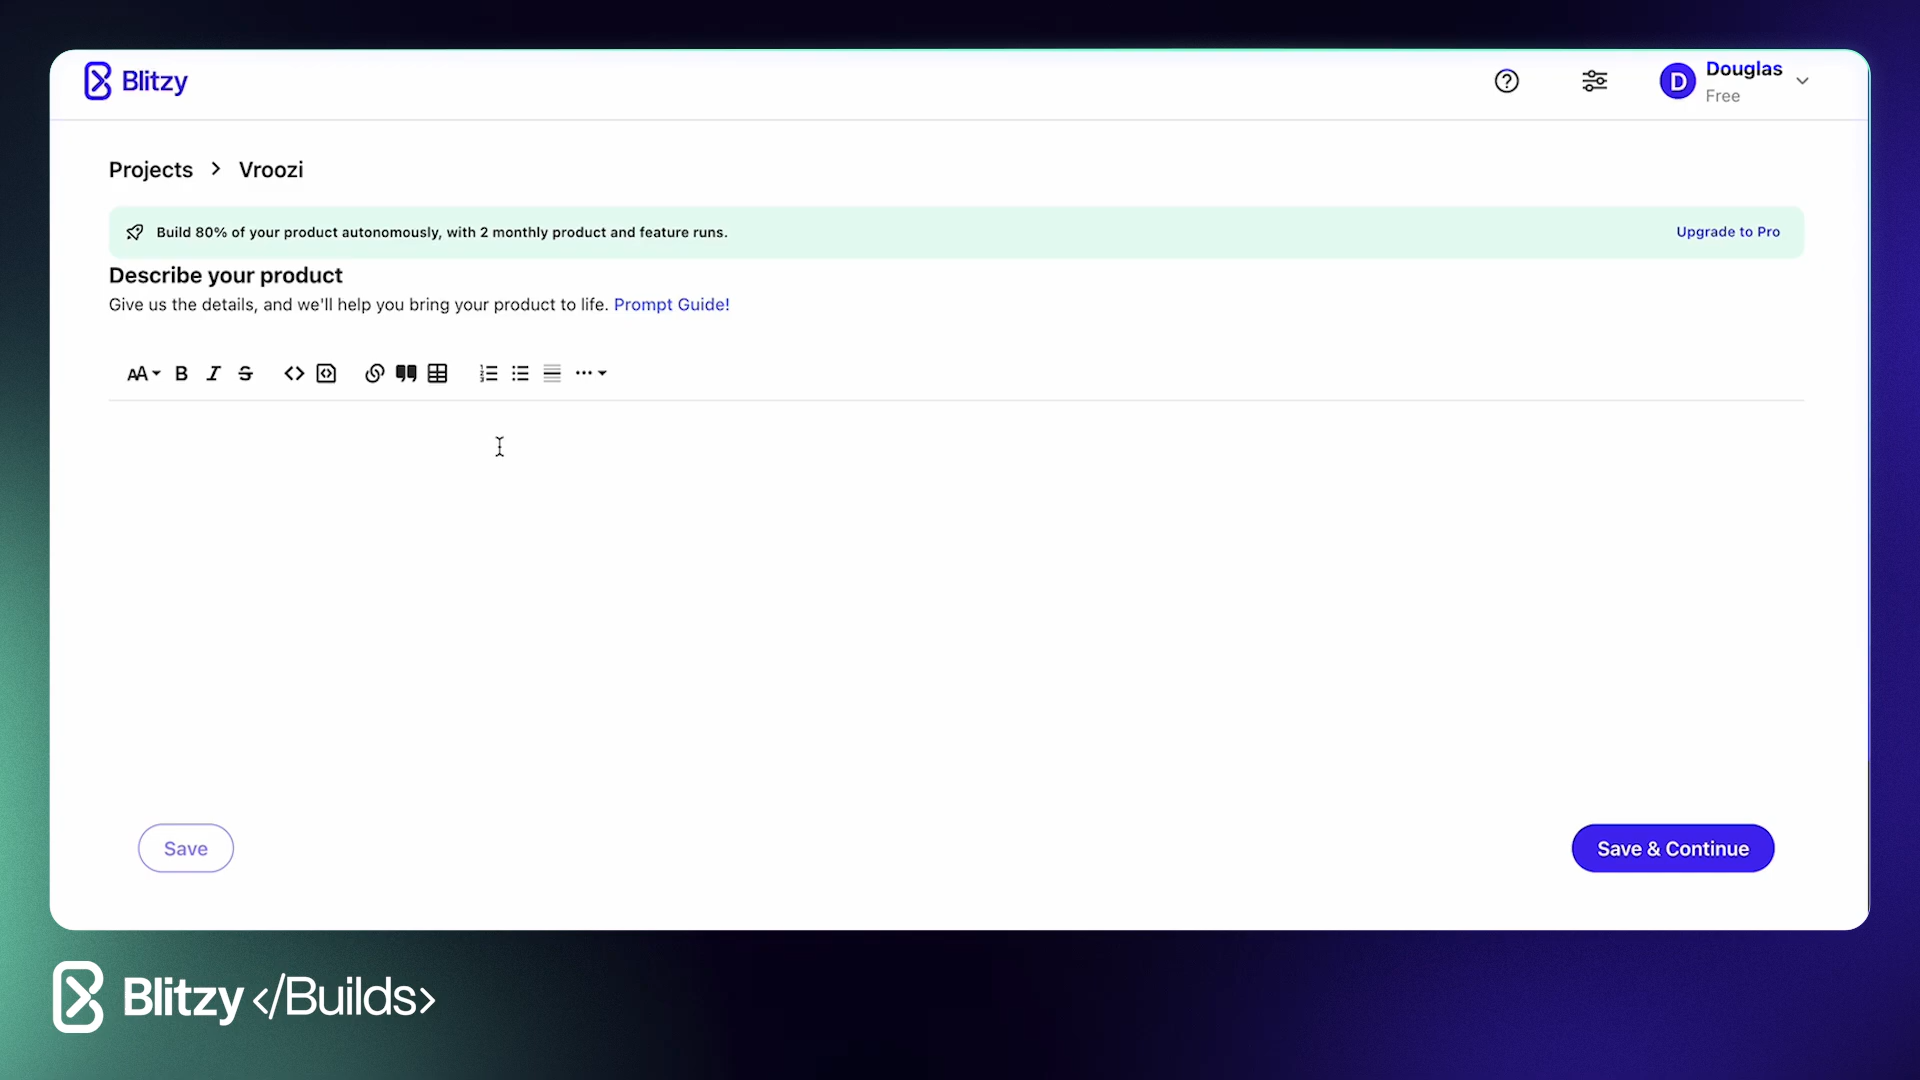 Blitzy
Douglas
D
Free
Projects > Vroozi
Build 80% of your product autonomously, with 2 monthly product and feature runs.
Upgrade to Pro
Describe your product
Give us the details, and we'll help you bring your product to life. Prompt Guide!
AA B I S
Save
Save & Continue
Blitzy </Builds>